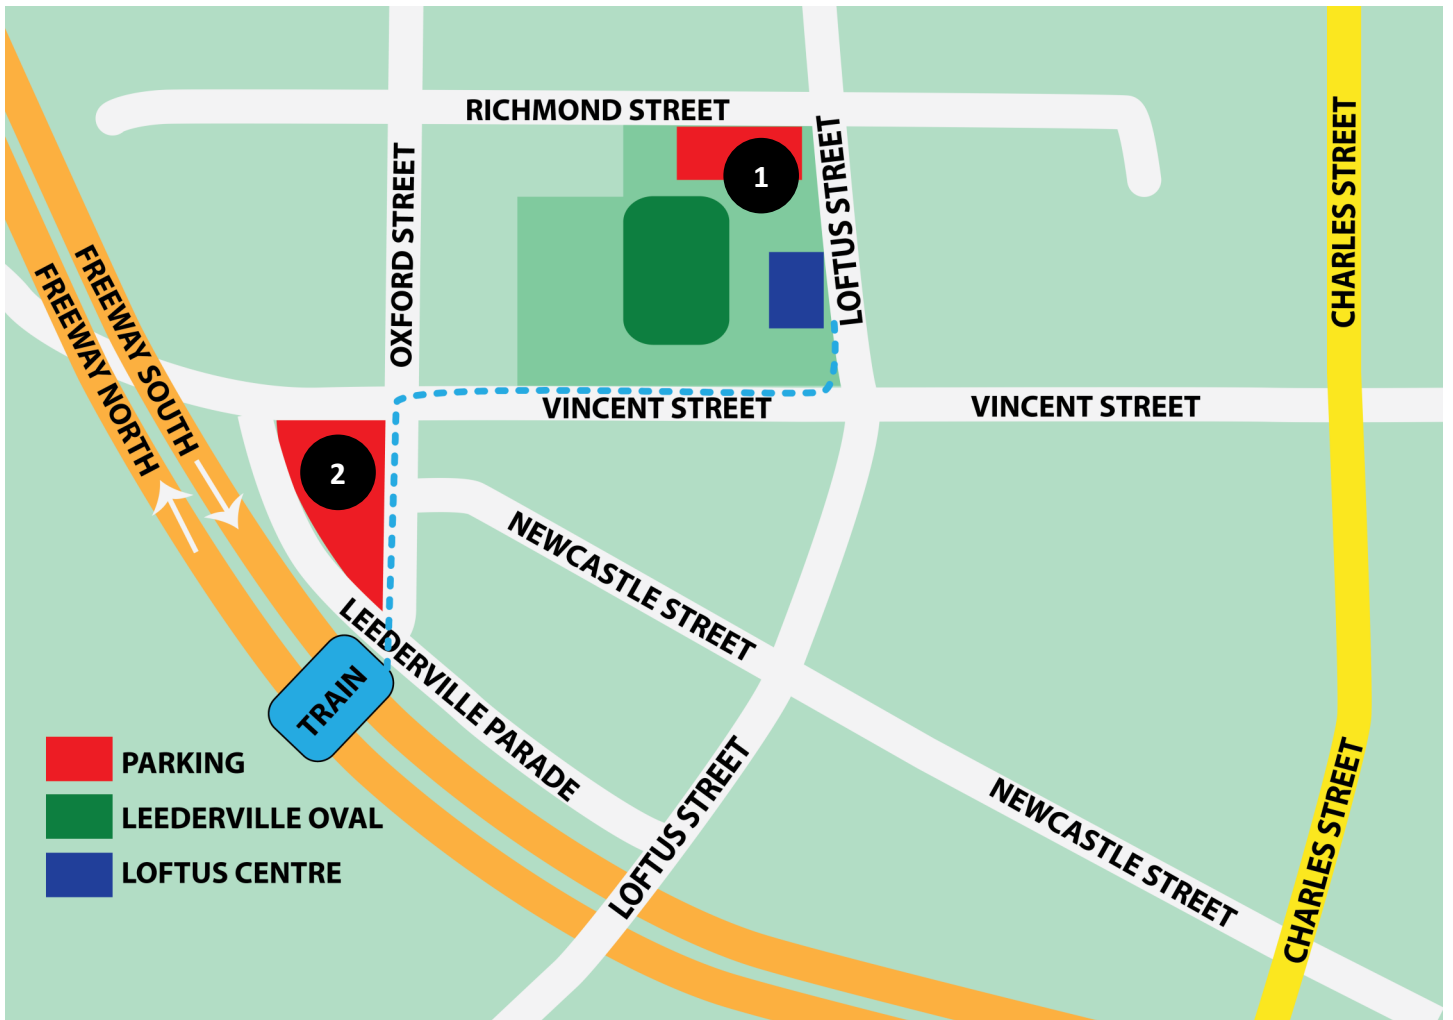 RICHMOND STREET
1
LOFTUS STREET
CHARLES STREET
OXFORD STREET
FREEWAY SOUTH
FREEWAY NORTH
VINCENT STREET
VINCENT STREET
2
NEWCASTLE STREET
LEEDERVILLE PARADE
TRAIN
LOFTUS STREET
NEWCASTLE STREET
CHARLES STREET
PARKING
LEEDERVILLE OVAL
LOFTUS CENTRE